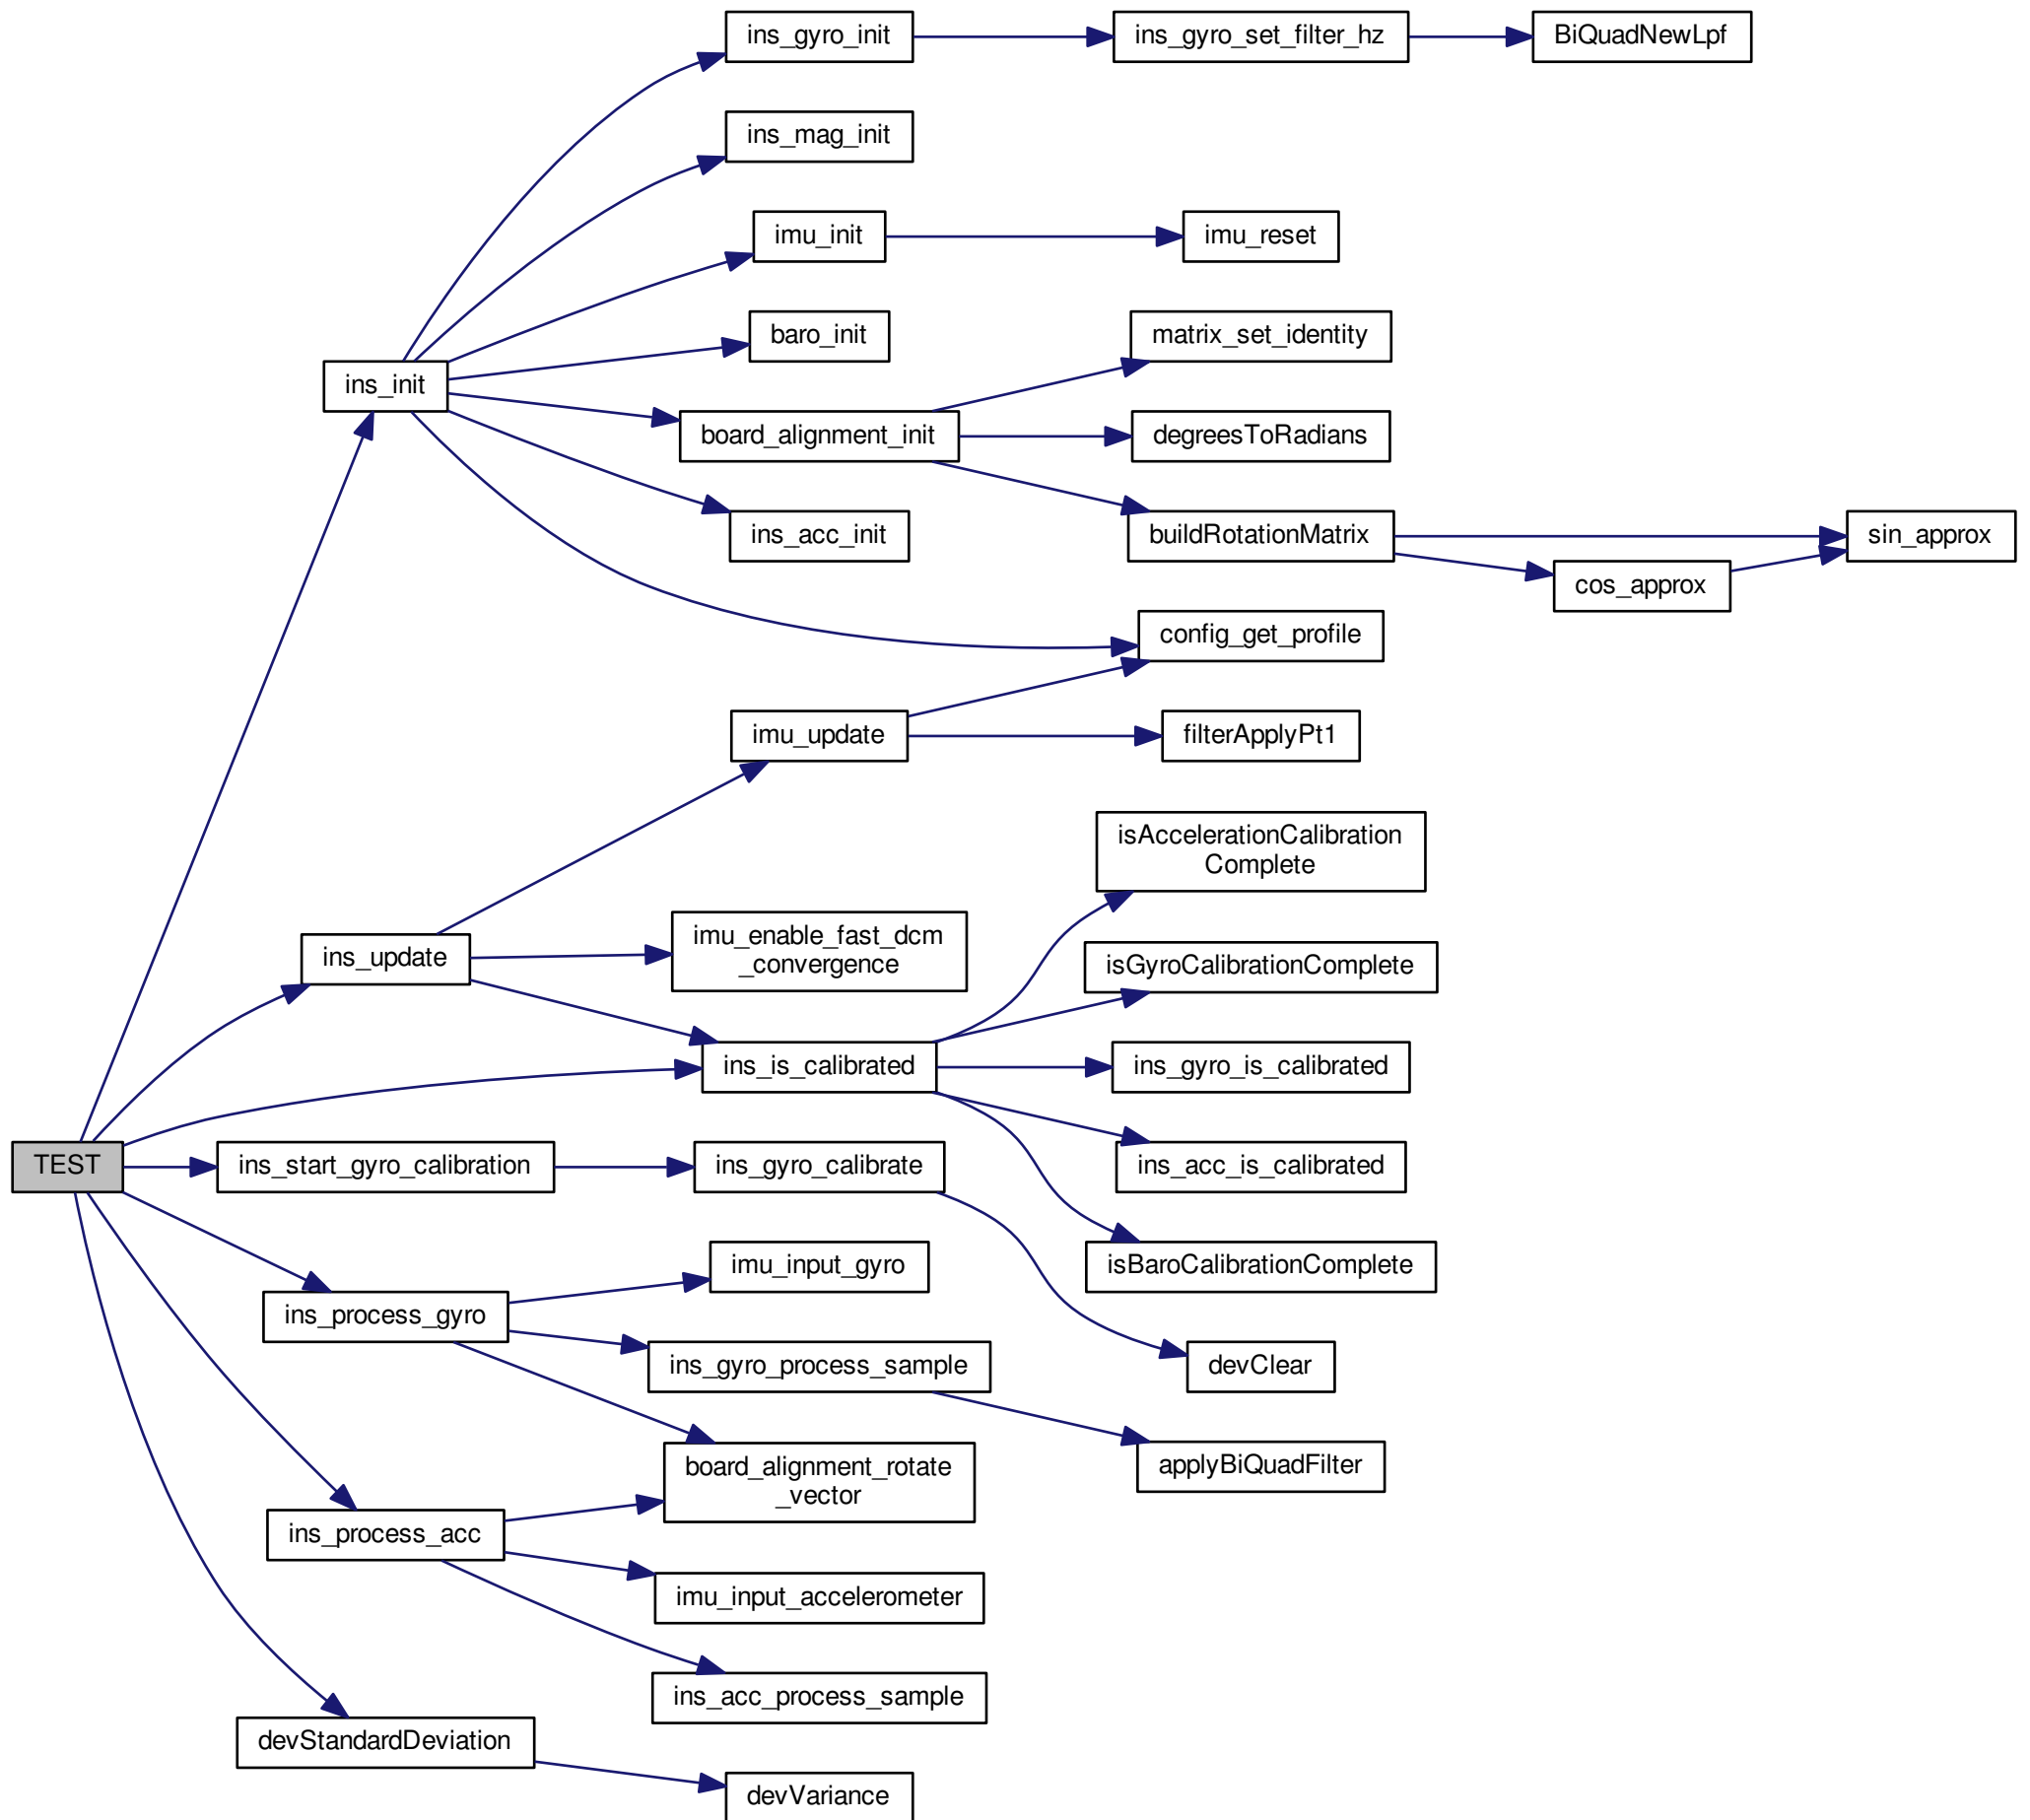 ins_gyro_init
ins_gyro_set_filter_hz
BiQuadNewLpf
ins_mag_init
imu_init
imu_reset
baro_init
matrix_set_identity
ins_init
board_alignment_init
degreesToRadians
ins_acc_init
buildRotationMatrix
sin_approx
cos_approx
config_get_profile
imu_update
filterApplyPt1
isAccelerationCalibration
Complete
ins_update
imu_enable_fast_dcm
_convergence
isGyroCalibrationComplete
ins_is_calibrated
ins_gyro_is_calibrated
TEST
ins_start_gyro_calibration
ins_gyro_calibrate
ins_acc_is_calibrated
imu_input_gyro
isBaroCalibrationComplete
ins_process_gyro
ins_gyro_process_sample
devClear
board_alignment_rotate
_vector
applyBiQuadFilter
ins_process_acc
imu_input_accelerometer
ins_acc_process_sample
devStandardDeviation
devVariance